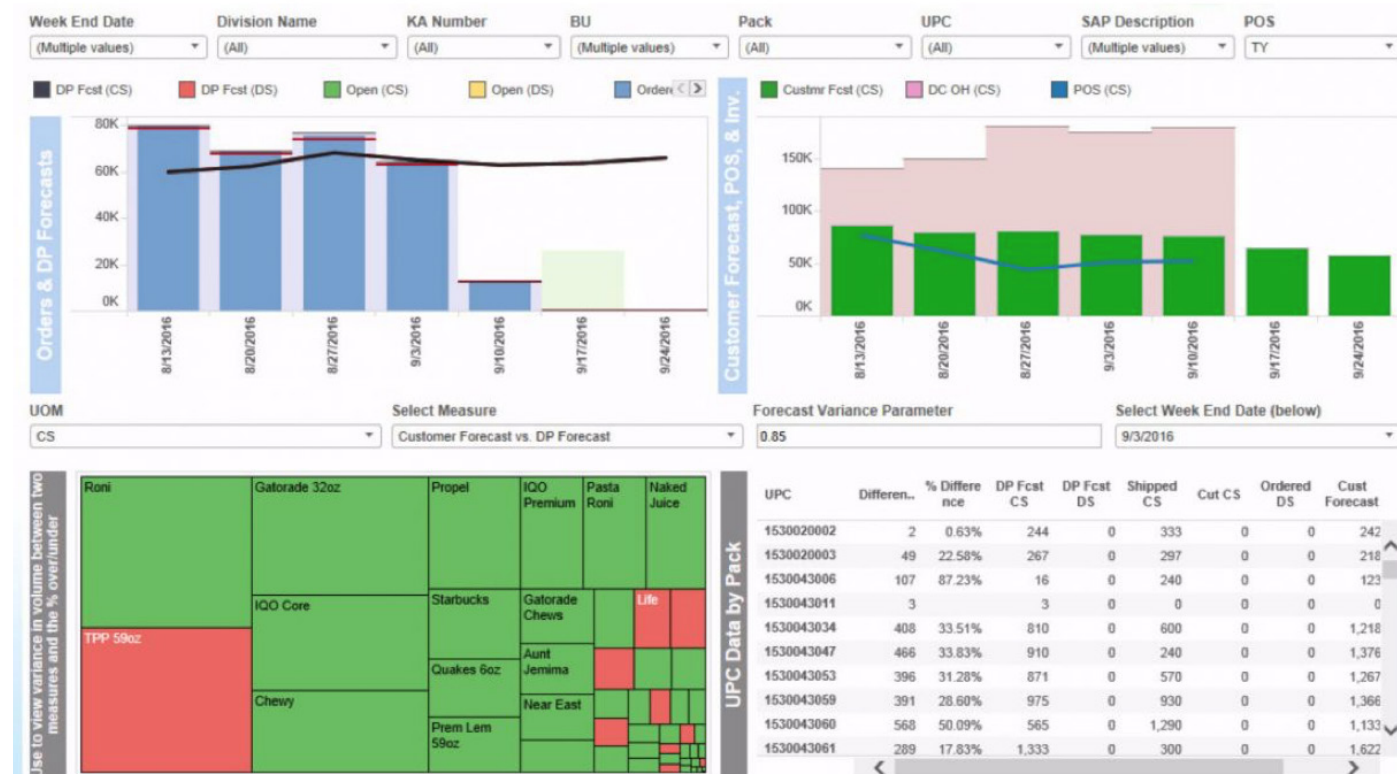 Week End Date Division Name KA Number BU Pack UPC SAP Description POS
(Multiple values) (All) (All) (Multiple values) (All) (All) (Multiple values) TY
DP Fcst (CS) DP Fcst (DS) Open (CS) Open (DS) Order
Custmr Fcst (CS) DC OH (CS) POS (CS)
Orders & DP Forecasts
80K
60K
40K
20K
0K
8/13/2016 8/20/2016 8/27/2016 9/3/2016 9/10/2016 9/17/2016 9/24/2016
Customer Forecast, POS, & Inv.
150K
100K
50K
0K
8/13/2016 8/20/2016 8/27/2016 9/3/2016 9/10/2016 9/17/2016 9/24/2016
UOM Select Measure Forecast Variance Parameter Select Week End Date (below)
CS Customer Forecast vs. DP Forecast 0.85 9/3/2016
Use to view variance in volume between two
measures and the % over/under
Roni
TPP 59oz
Gatorade 32oz
IQO Core
Chewy
Propel
Starbucks
Quakes 6oz
Prem Lem
59oz
IQO
Premium
Pasta
Roni
Naked
Juice
Gatorade
Chews
Aunt
Jemima
Near East
Life
UPC Data by Pack
UPC Differen.. % Differe
nce DP Fcst
CS DP Fcst
DS Shipped
CS Cut CS Ordered
DS Cust
Forecast
1530020002 2 0.63% 244 0 333 0 0 242
1530020003 49 22.58% 267 0 297 0 0 218
1530043006 107 87.23% 16 0 240 0 0 123
1530043011 3 3 0 0 0 0 0
1530043034 408 33.51% 810 0 600 0 0 1,218
1530043047 466 33.83% 910 0 240 0 0 1,376
1530043053 396 31.28% 871 0 570 0 0 1,267
1530043059 391 28.60% 975 0 930 0 0 1,366
1530043060 568 50.09% 565 0 1,290 0 0 1,133
1530043061 289 17.83% 1,333 0 300 0 0 1,622